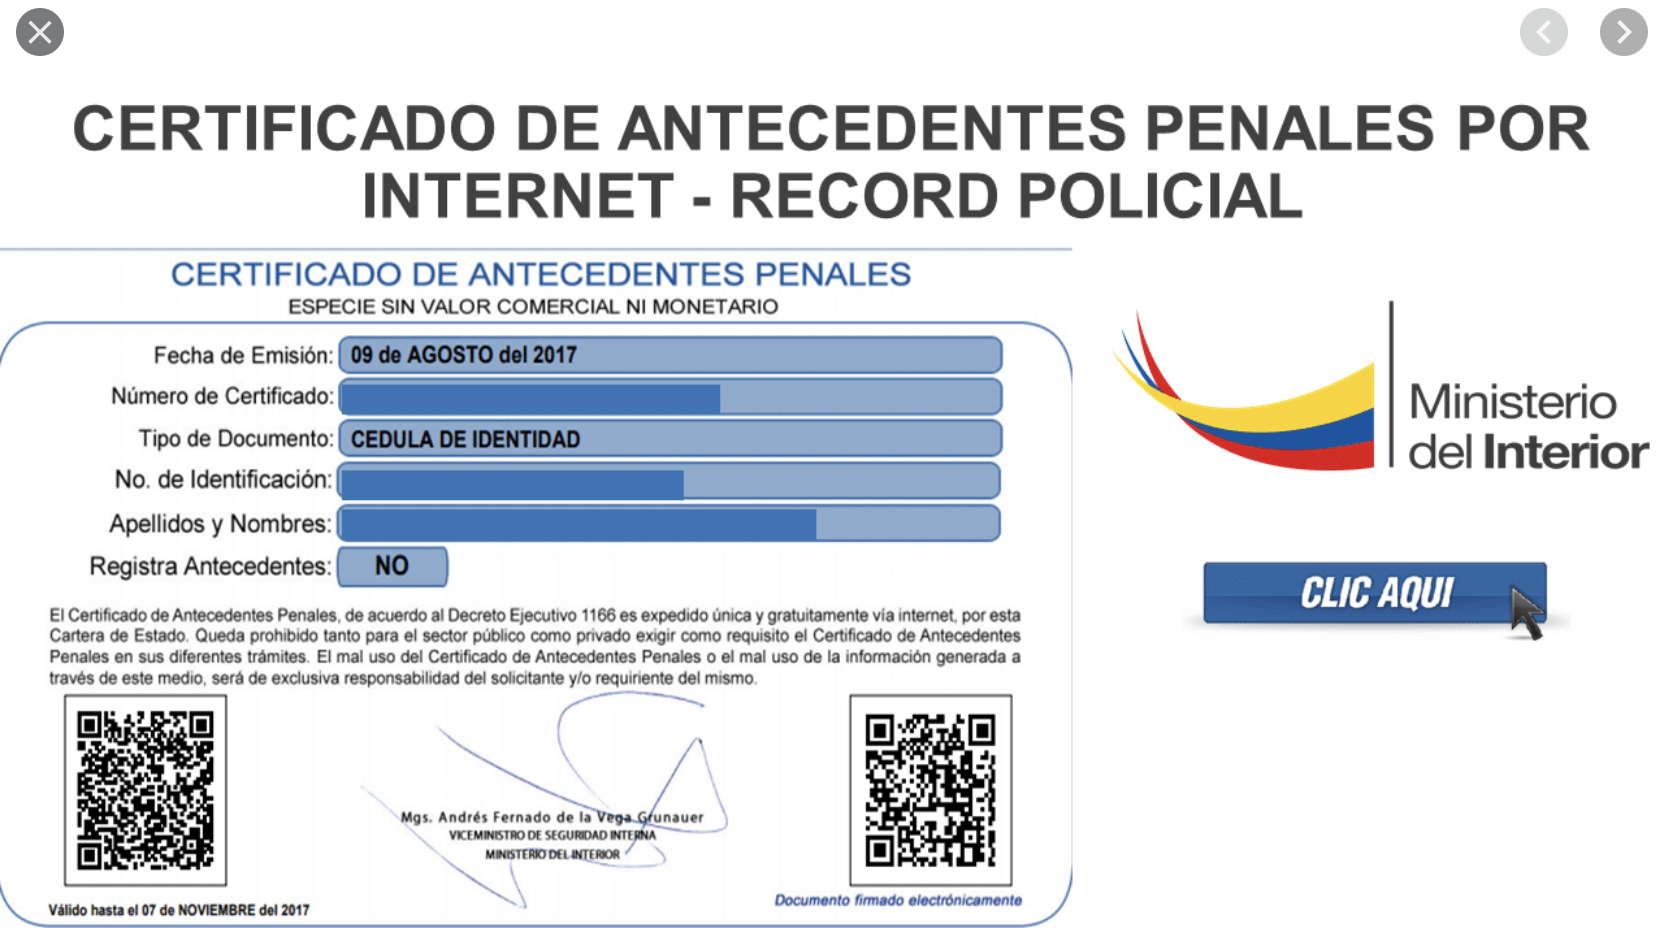 CERTIFICADO DE ANTECEDENTES PENALES POR
INTERNET - RECORD POLICIAL
CERTIFICADO DE ANTECEDENTES PENALES
ESPECIE SIN VALOR COMERCIAL NI MONETARIO
Fecha de Emisión: 09 de AGOSTO del 2017
Número de Certificado:
Tipo de Documento: CEDULA DE IDENTIDAD
No. de Identificación:
Apellidos y Nombres:
Registra Antecedentes: NO
El Certificado de Antecedentes Penales, de acuerdo al Decreto Ejecutivo 1166 es expedido única y gratuitamente vía internet, por esta
Cartera de Estado. Queda prohibido tanto para el sector público como privado exigir como requisito el Certificado de Antecedentes
Penales en sus diferentes trámites. El mal uso del Certificado de Antecedentes Penales o el mal uso de la información generada a
través de este medio, será de exclusiva responsabilidad del solicitante y/o requiriente del mismo.
Mgs. Andrés Fernado de la Vega Grunauer
VICEMINISTRO DE SEGURIDAD INTERNA
MINISTERIO DEL INTERIOR
Válido hasta el 07 de NOVIEMBRE del 2017
Documento firmado electrónicamente
Ministerio
del Interior
CLIC AQUI